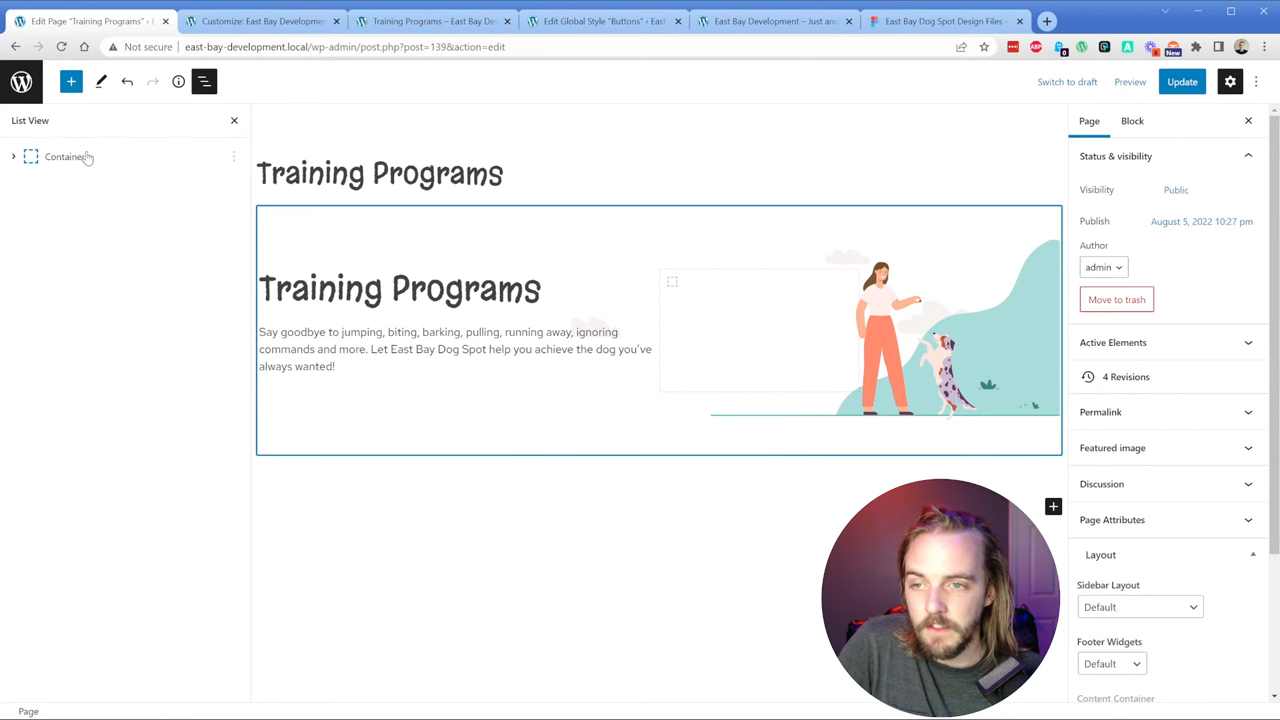 Edit Page "Training Programs" ‹ E
Customize: East Bay Development
Training Programs – East Bay De
Edit Global Style "Buttons" ‹ East
East Bay Development – Just an
East Bay Dog Spot Design Files –
Not secure
east-bay-development.local/wp-admin/post.php?post=139&action=edit
New
Switch to draft
Preview
Update
List View
Container
Training Programs
Training Programs
Say goodbye to jumping, biting, barking, pulling, running away, ignoring
commands and more. Let East Bay Dog Spot help you achieve the dog you've
always wanted!
Page
Block
Status & visibility
Visibility
Public
Publish
August 5, 2022 10:27 pm
Author
admin
Move to trash
Active Elements
4 Revisions
Permalink
Featured image
Discussion
Page Attributes
Layout
Sidebar Layout
Default
Footer Widgets
Default
Content Container
Page